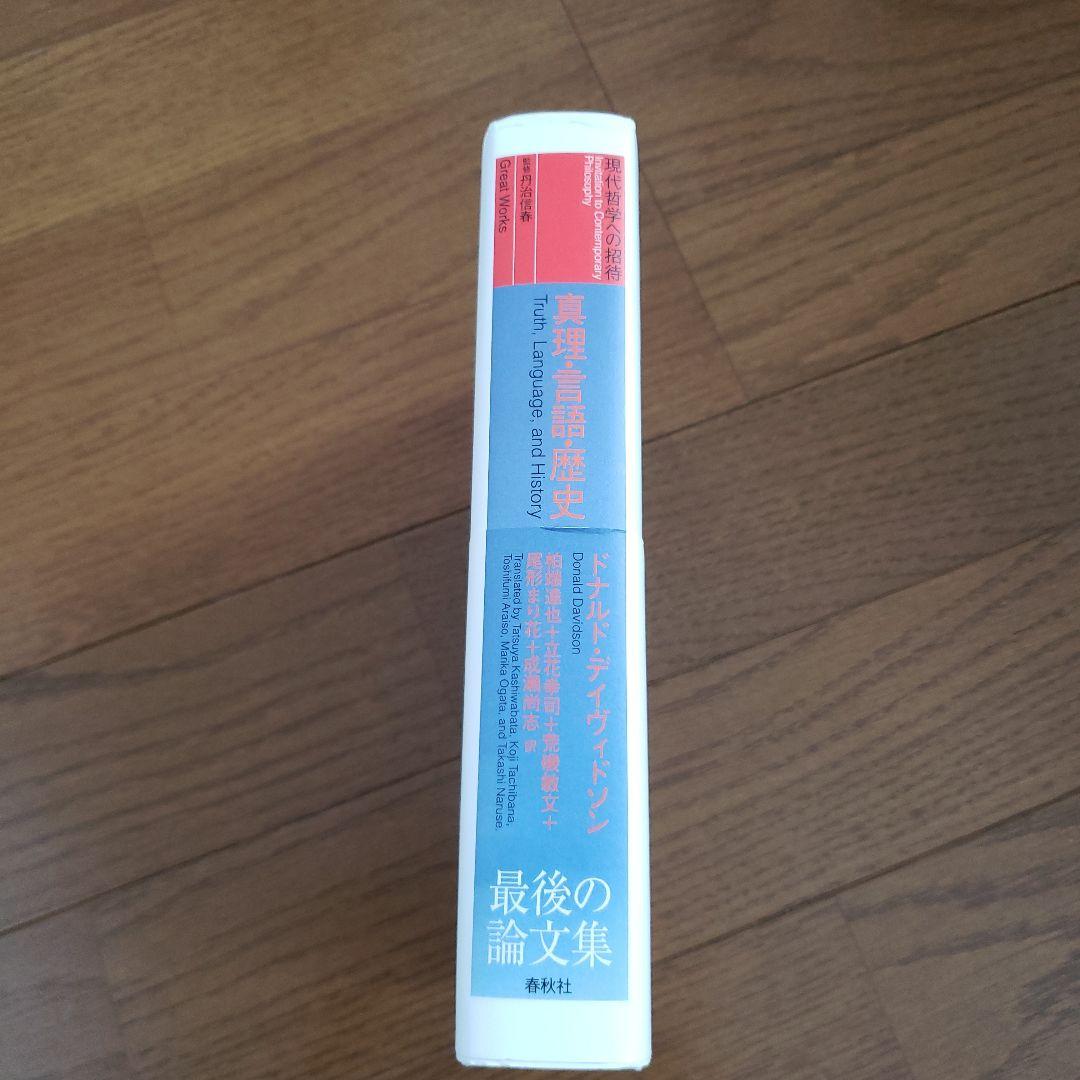 現代哲学への招待
Invitation to Contemporary
Philosophy
監修 丹治信春
Great Works
真理・言語・歴史
Truth, Language, and History
ドナルド・デイヴィドソン
Donald Davidson
柏端達也+立花幸司+荒磯敏文+
尾形まり花+成瀬尚志 訳
Translated by Tatsuya Kashiwabata, Koji Tachibana,
Toshifumi Araiso, Marika Ogata, and Takashi Naruse.
最後の
論文集
春秋社